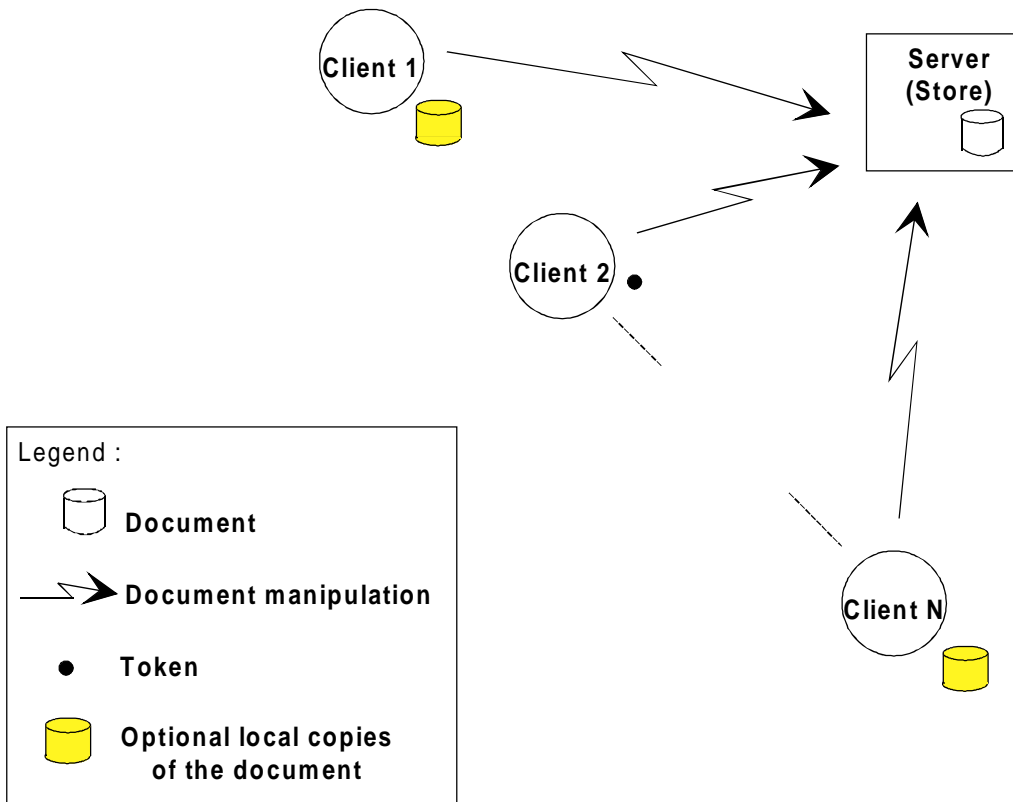 Client 1
Server
(Store)
Client 2
Client N
Legend :
Document
Document manipulation
Token
Optional local copies
of the document